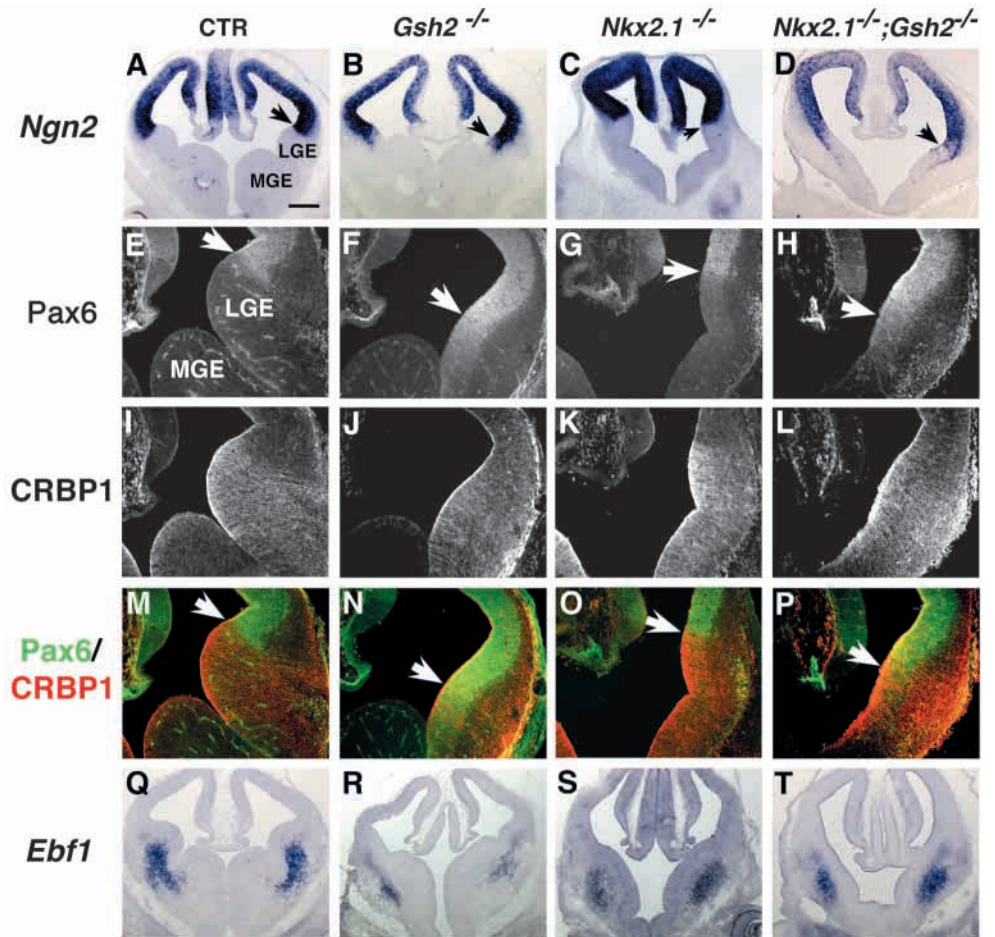 CTR Gsh2 -/- Nkx2.1 -/- Nkx2.1-/-;Gsh2-/-
Ngn2 A B C D
LGE
MGE
Pax6 E F G H
LGE
MGE
CRBP1 I J K L
Pax6/ M N O P
CRBP1
Ebf1 Q R S T